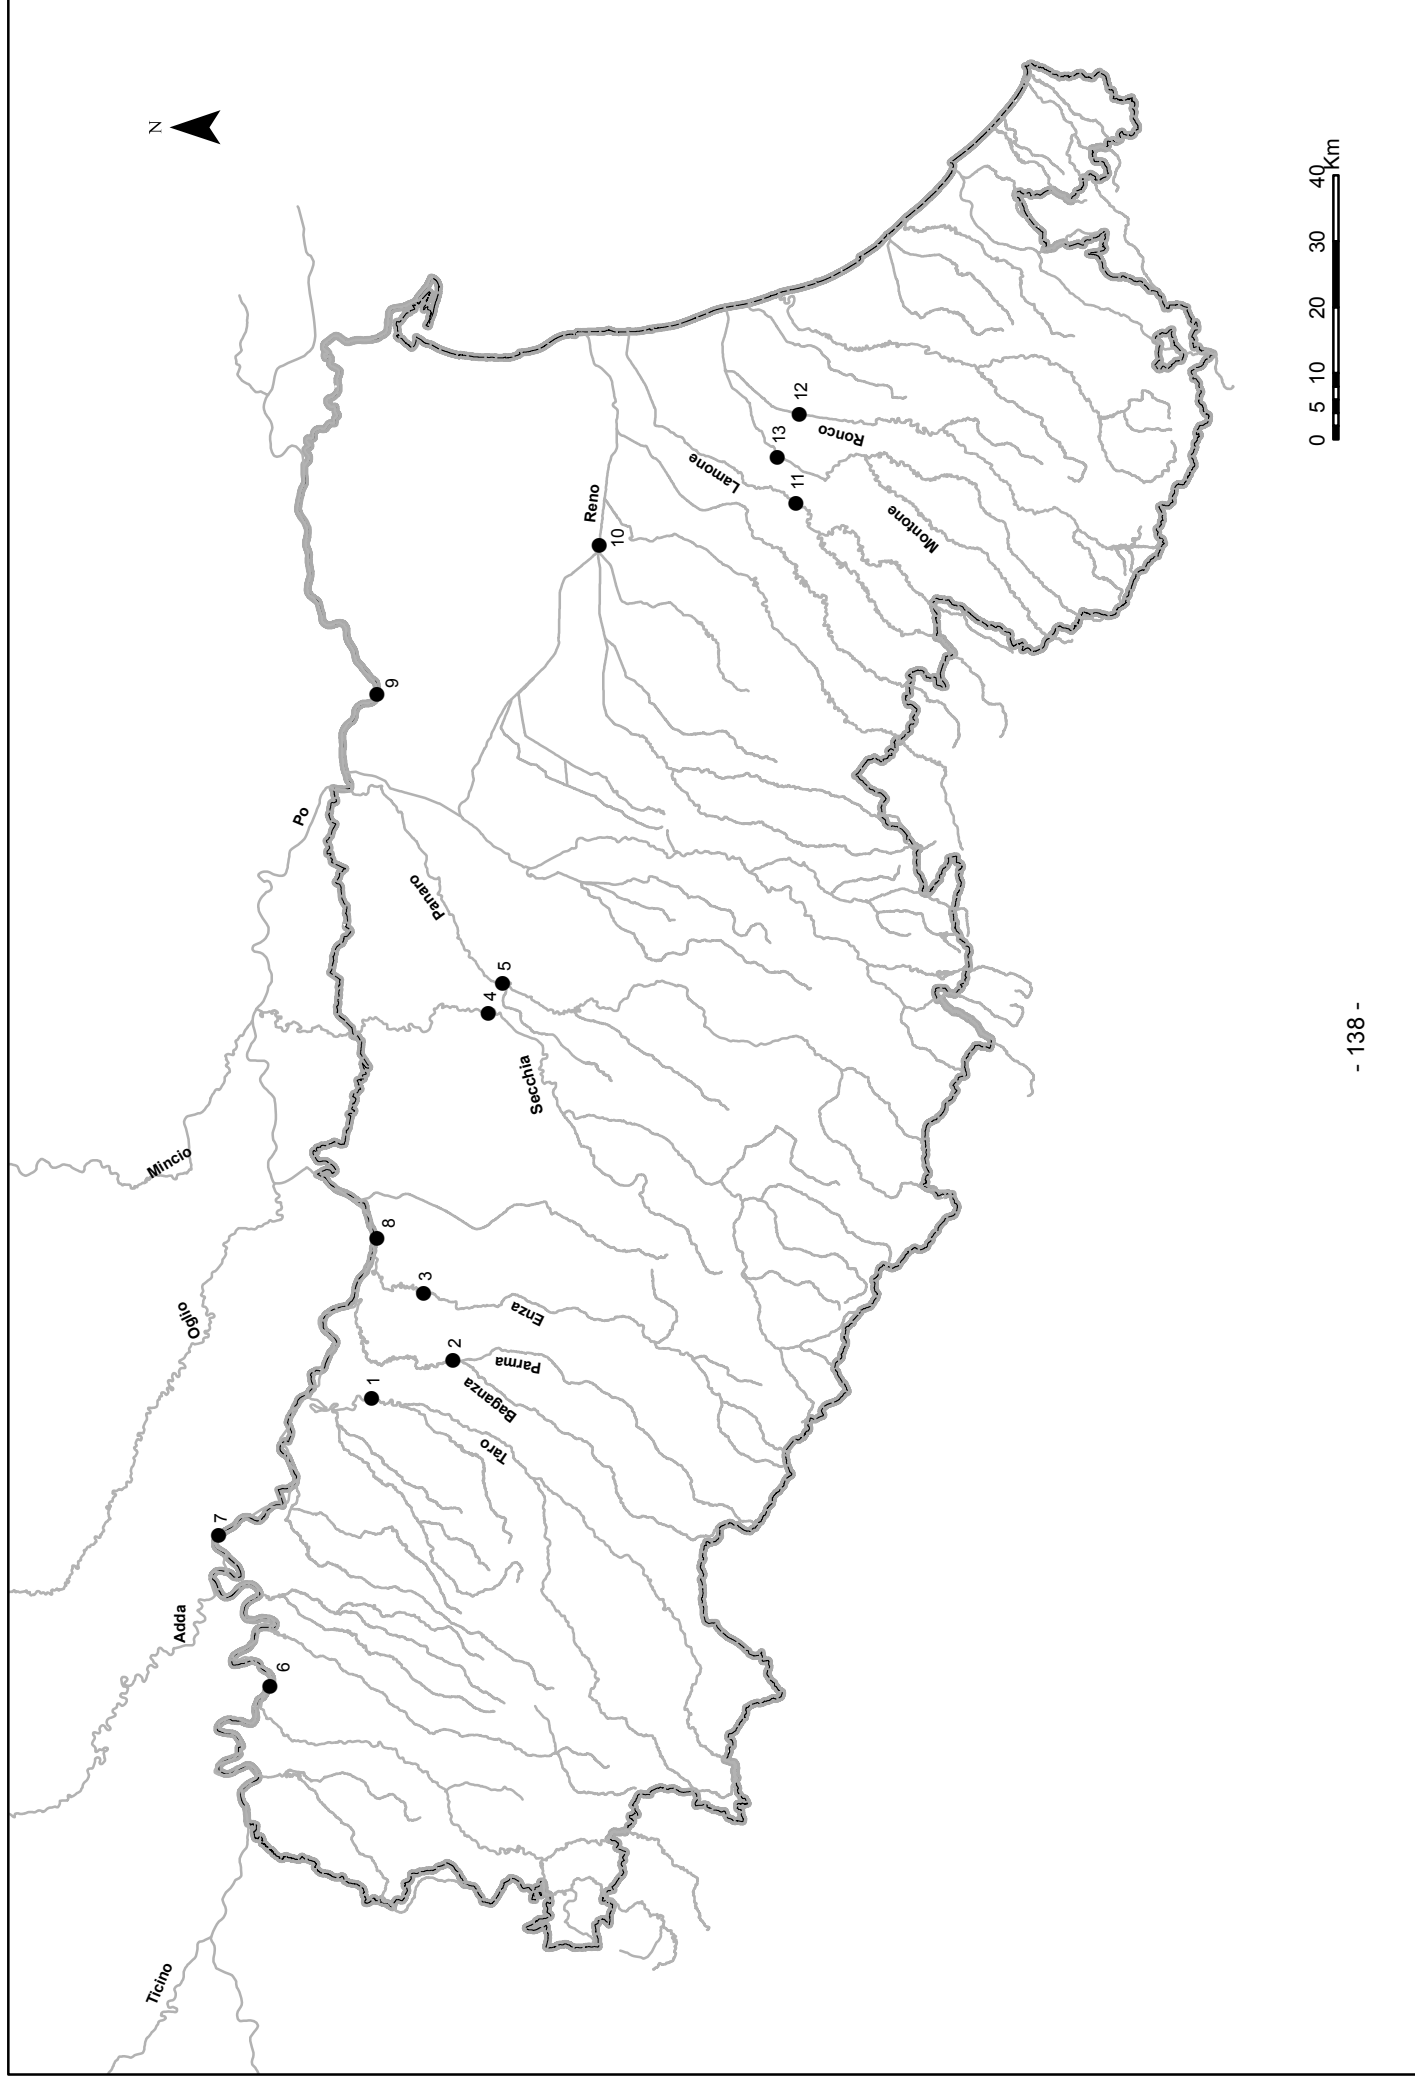 N
Ticino
Adda
Oglio
Mincio
Po
7
6
1
Taro
Baganza
2
Parma
3
Enza
8
Secchia
4
5
Panaro
9
Reno
10
Lamone
11
13
12
Ronco
Montone
0 5 10 20 30 40
Km
- 138 -